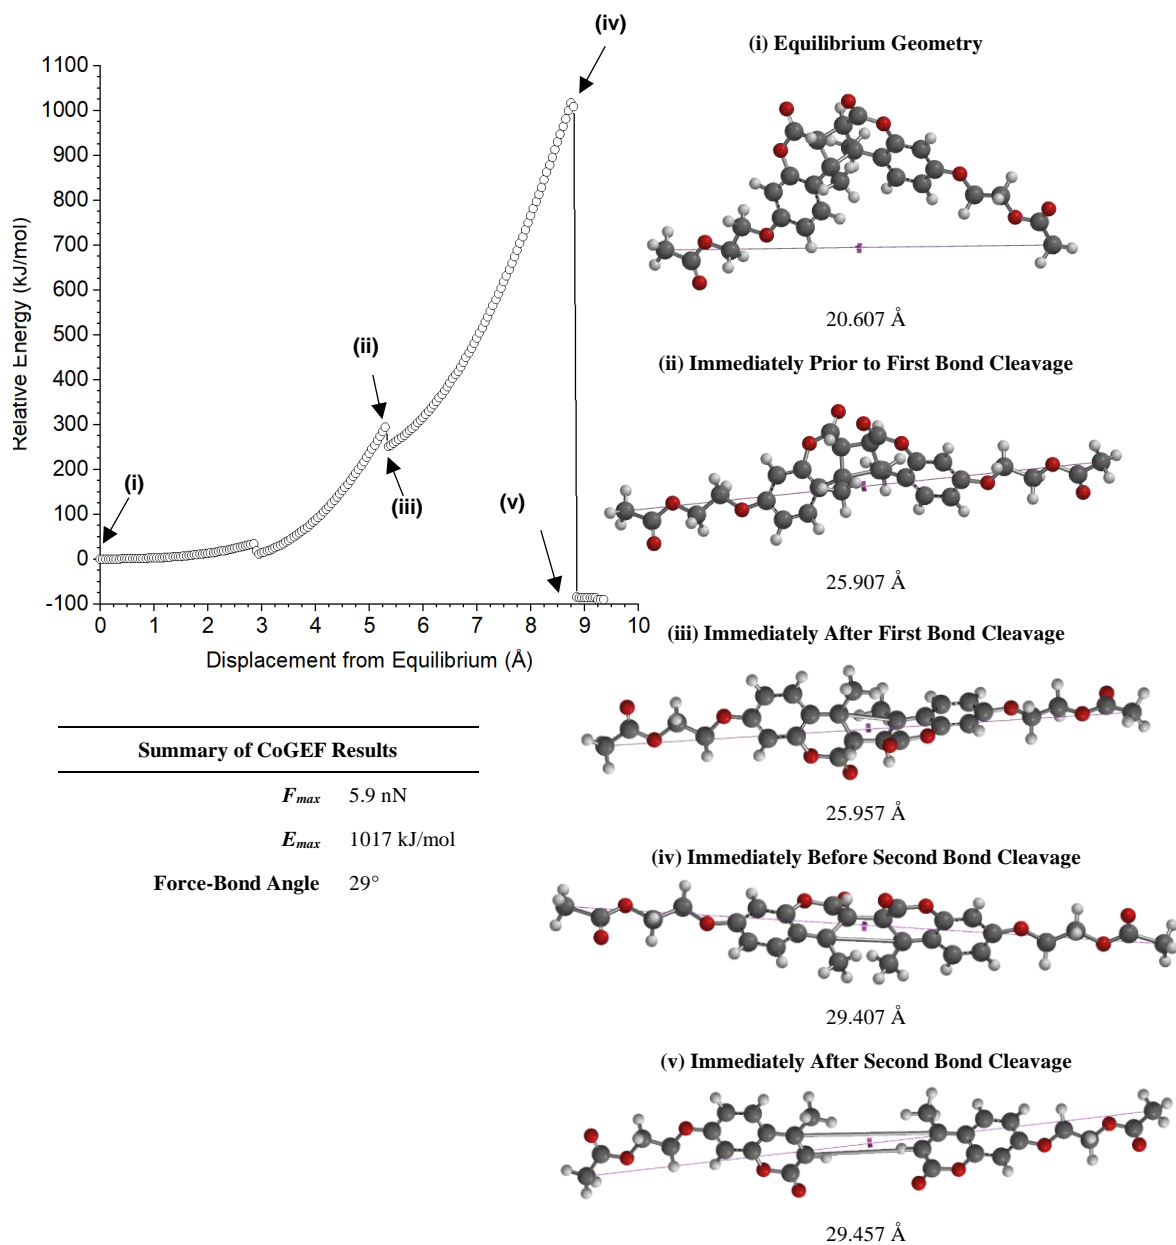 (iv)
(i) Equilibrium Geometry
1100
1000
900
800
700
600
500
400
300
200
100
0
-100
Relative Energy (kJ/mol)
(i)
(ii)
(iii)
(v)
0 1 2 3 4 5 6 7 8 9 10
Displacement from Equilibrium (Å)
20.607 Å
(ii) Immediately Prior to First Bond Cleavage
25.907 Å
(iii) Immediately After First Bond Cleavage
25.957 Å
(iv) Immediately Before Second Bond Cleavage
29.407 Å
(v) Immediately After Second Bond Cleavage
29.457 Å
Summary of CoGEF Results
Fmax 5.9 nN
Emax 1017 kJ/mol
Force-Bond Angle 29°